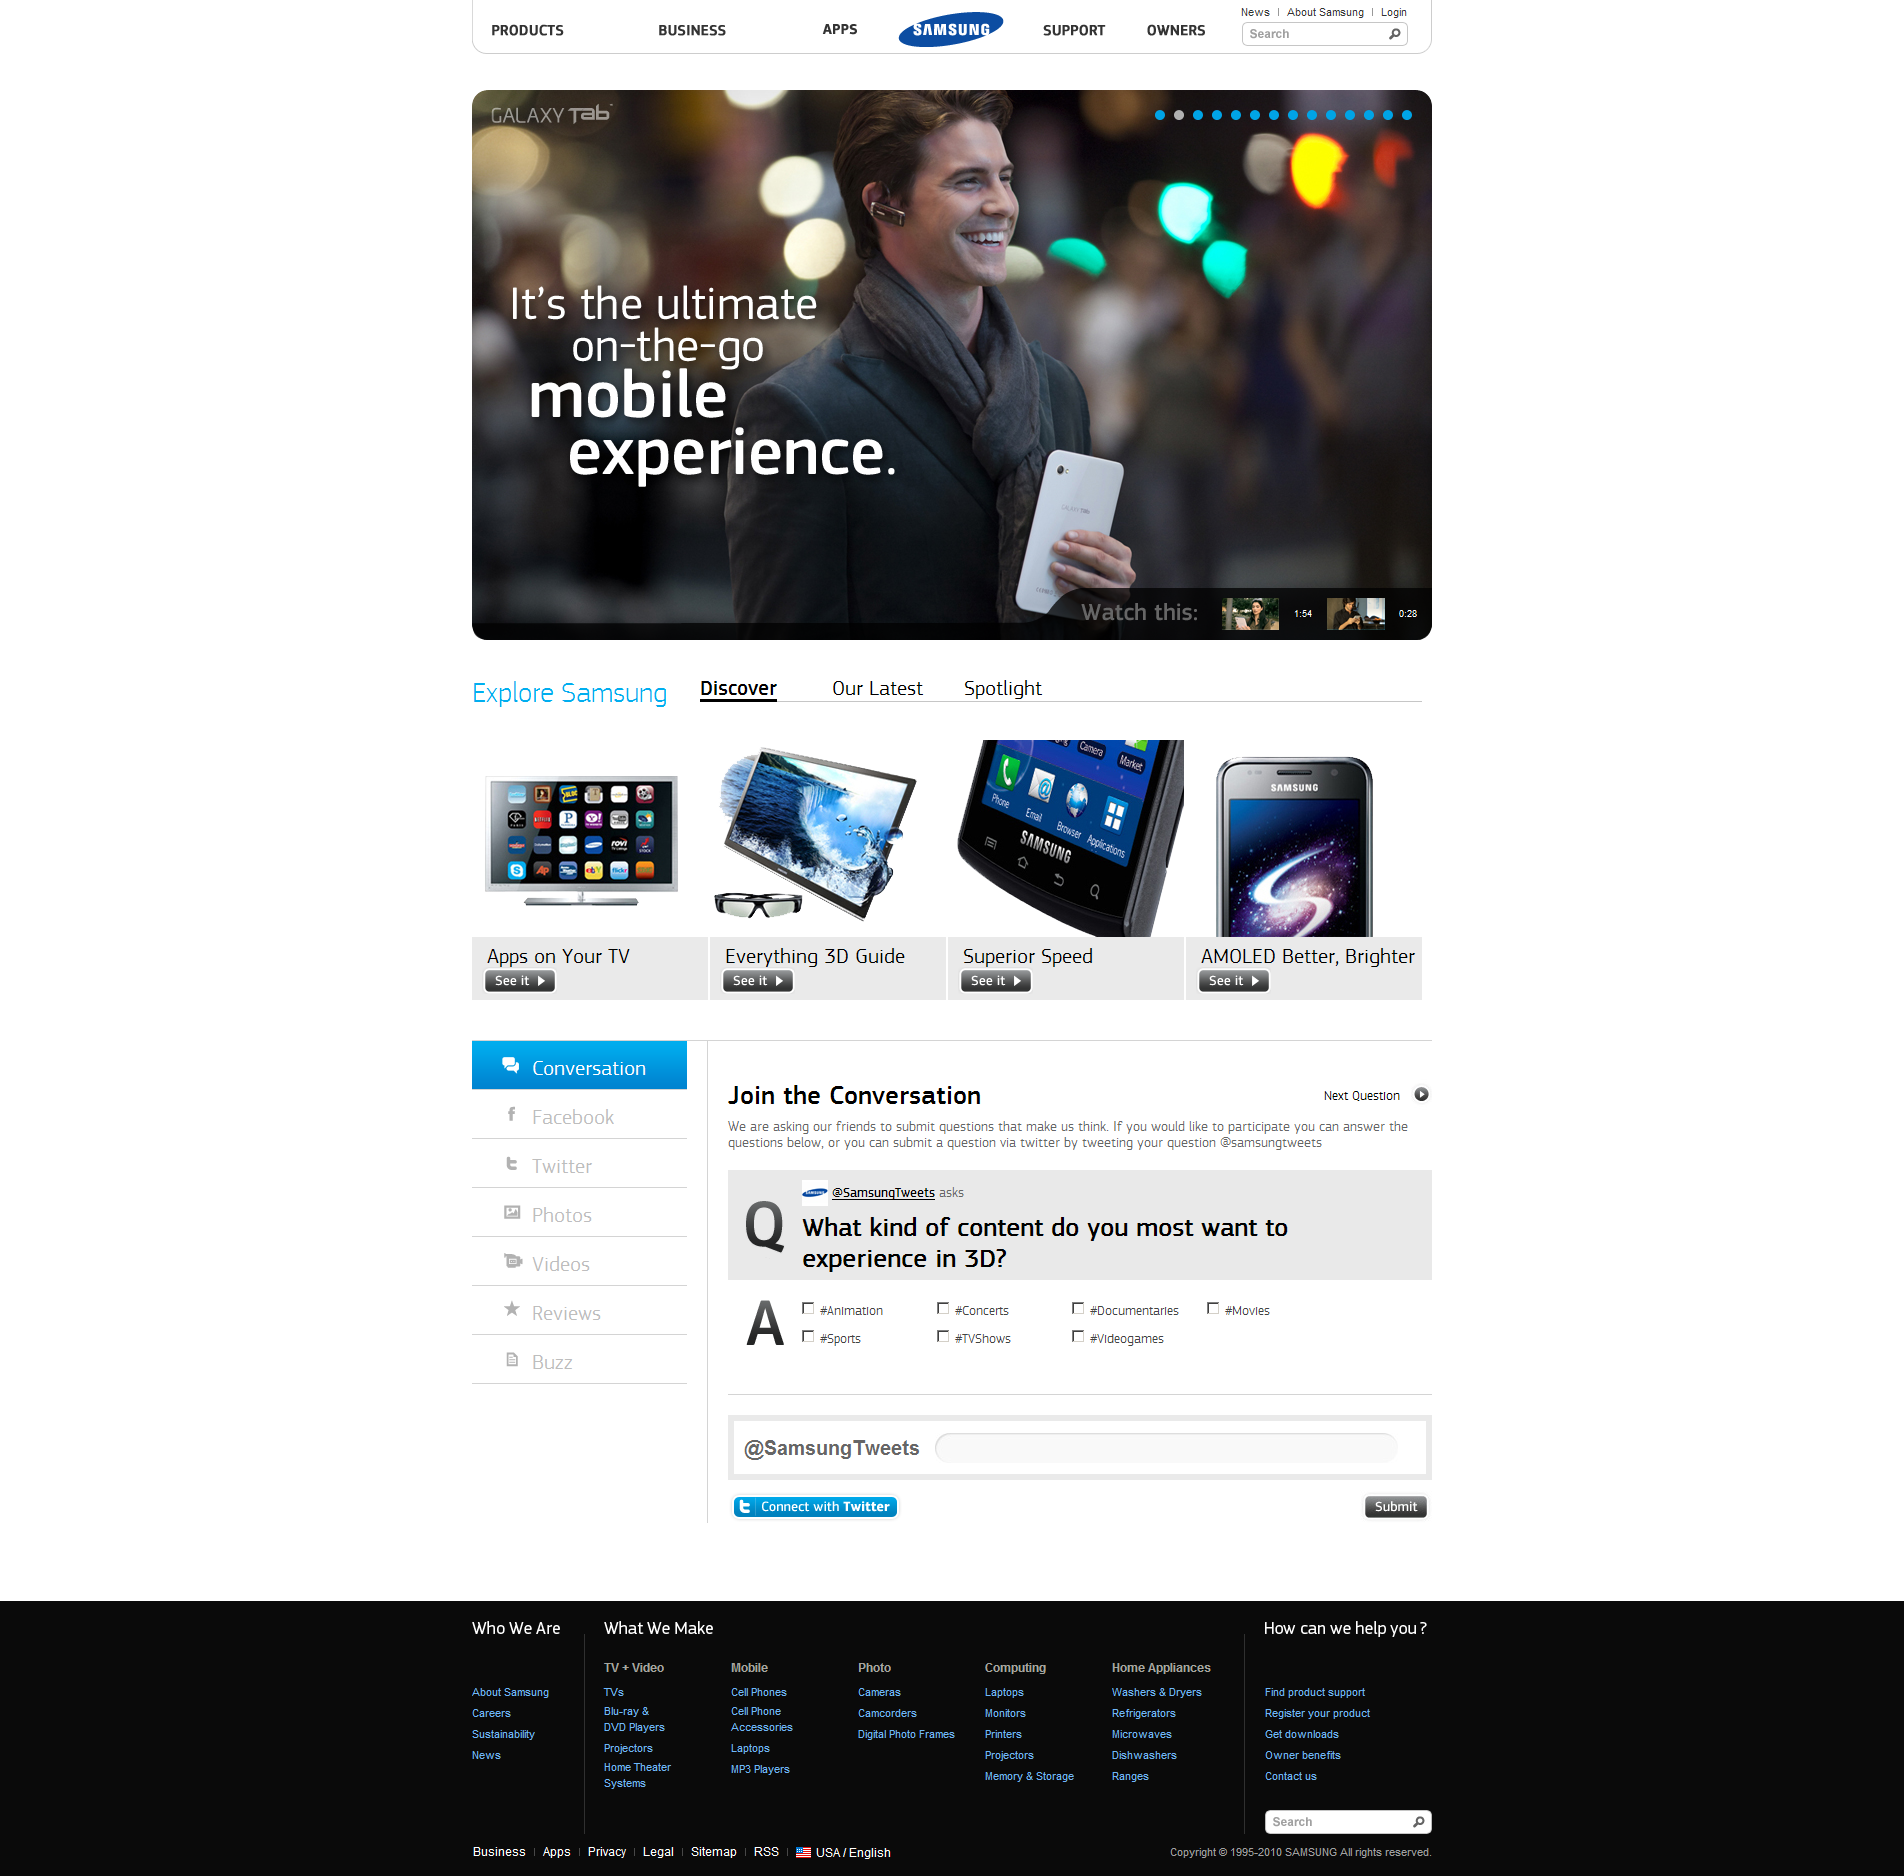 PRODUCTS
BUSINESS
APPS
SAMSUNG
SUPPORT
OWNERS
News
About Samsung
Login
Search
GALAXY Tab
It's the ultimate
on-the-go
mobile
experience.
Watch this:
1:54
0:28
Explore Samsung
Discover
Our Latest
Spotlight
Camera
Market
Phone
Email
Browser
Applications
SAMSUNG
SAMSUNG
Apps on Your TV
Everything 3D Guide
Superior Speed
AMOLED Better, Brighter
See it
See it
See it
See it
Conversation
Facebook
Twitter
Photos
Videos
Reviews
Buzz
Join the Conversation
Next Question
We are asking our friends to submit questions that make us think. If you would like to participate you can answer the
questions below, or you can submit a question via twitter by tweeting your question @samsungtweets
Q
@SamsungTweets asks
What kind of content do you most want to
experience in 3D?
A
#Animation
#Concerts
#Documentaries
#Movies
#Sports
#TVShows
#Videogames
@SamsungTweets
Connect with Twitter
Submit
Who We Are
About Samsung
Careers
Sustainability
News
What We Make
TV + Video
TVs
Blu-ray &
DVD Players
Projectors
Home Theater
Systems
Mobile
Cell Phones
Cell Phone
Accessories
Laptops
MP3 Players
Photo
Cameras
Camcorders
Digital Photo Frames
Computing
Laptops
Monitors
Printers
Projectors
Memory & Storage
Home Appliances
Washers & Dryers
Refrigerators
Microwaves
Dishwashers
Ranges
How can we help you?
Find product support
Register your product
Get downloads
Owner benefits
Contact us
Search
Business
Apps
Privacy
Legal
Sitemap
RSS
USA / English
Copyright © 1995-2010 SAMSUNG All rights reserved.